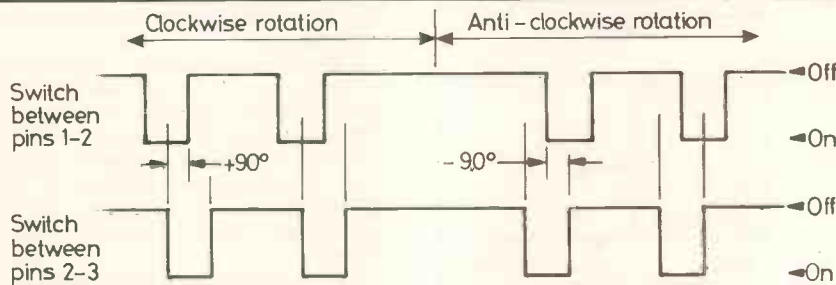 Clockwise rotation
Anti-clockwise rotation
Off
Switch
between
pins 1-2
On
+90°
-90°
Off
Switch
between
pins 2-3
On